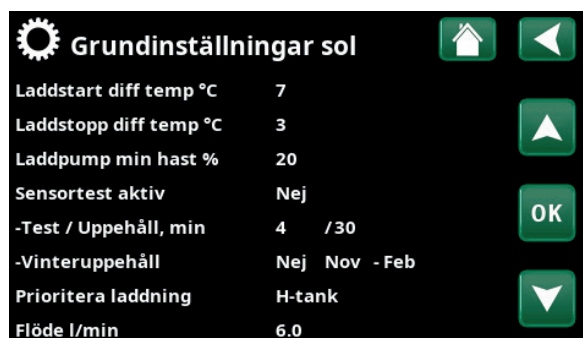 Grundinställningar sol
Laddstart diff temp °C 7
Laddstopp diff temp °C 3
Laddpump min hast % 20
Sensortest aktiv Nej
-Test / Uppehåll, min 4 /30
-Vinteruppehåll Nej Nov - Feb
Prioritera laddning H-tank
Flöde l/min 6.0
OK